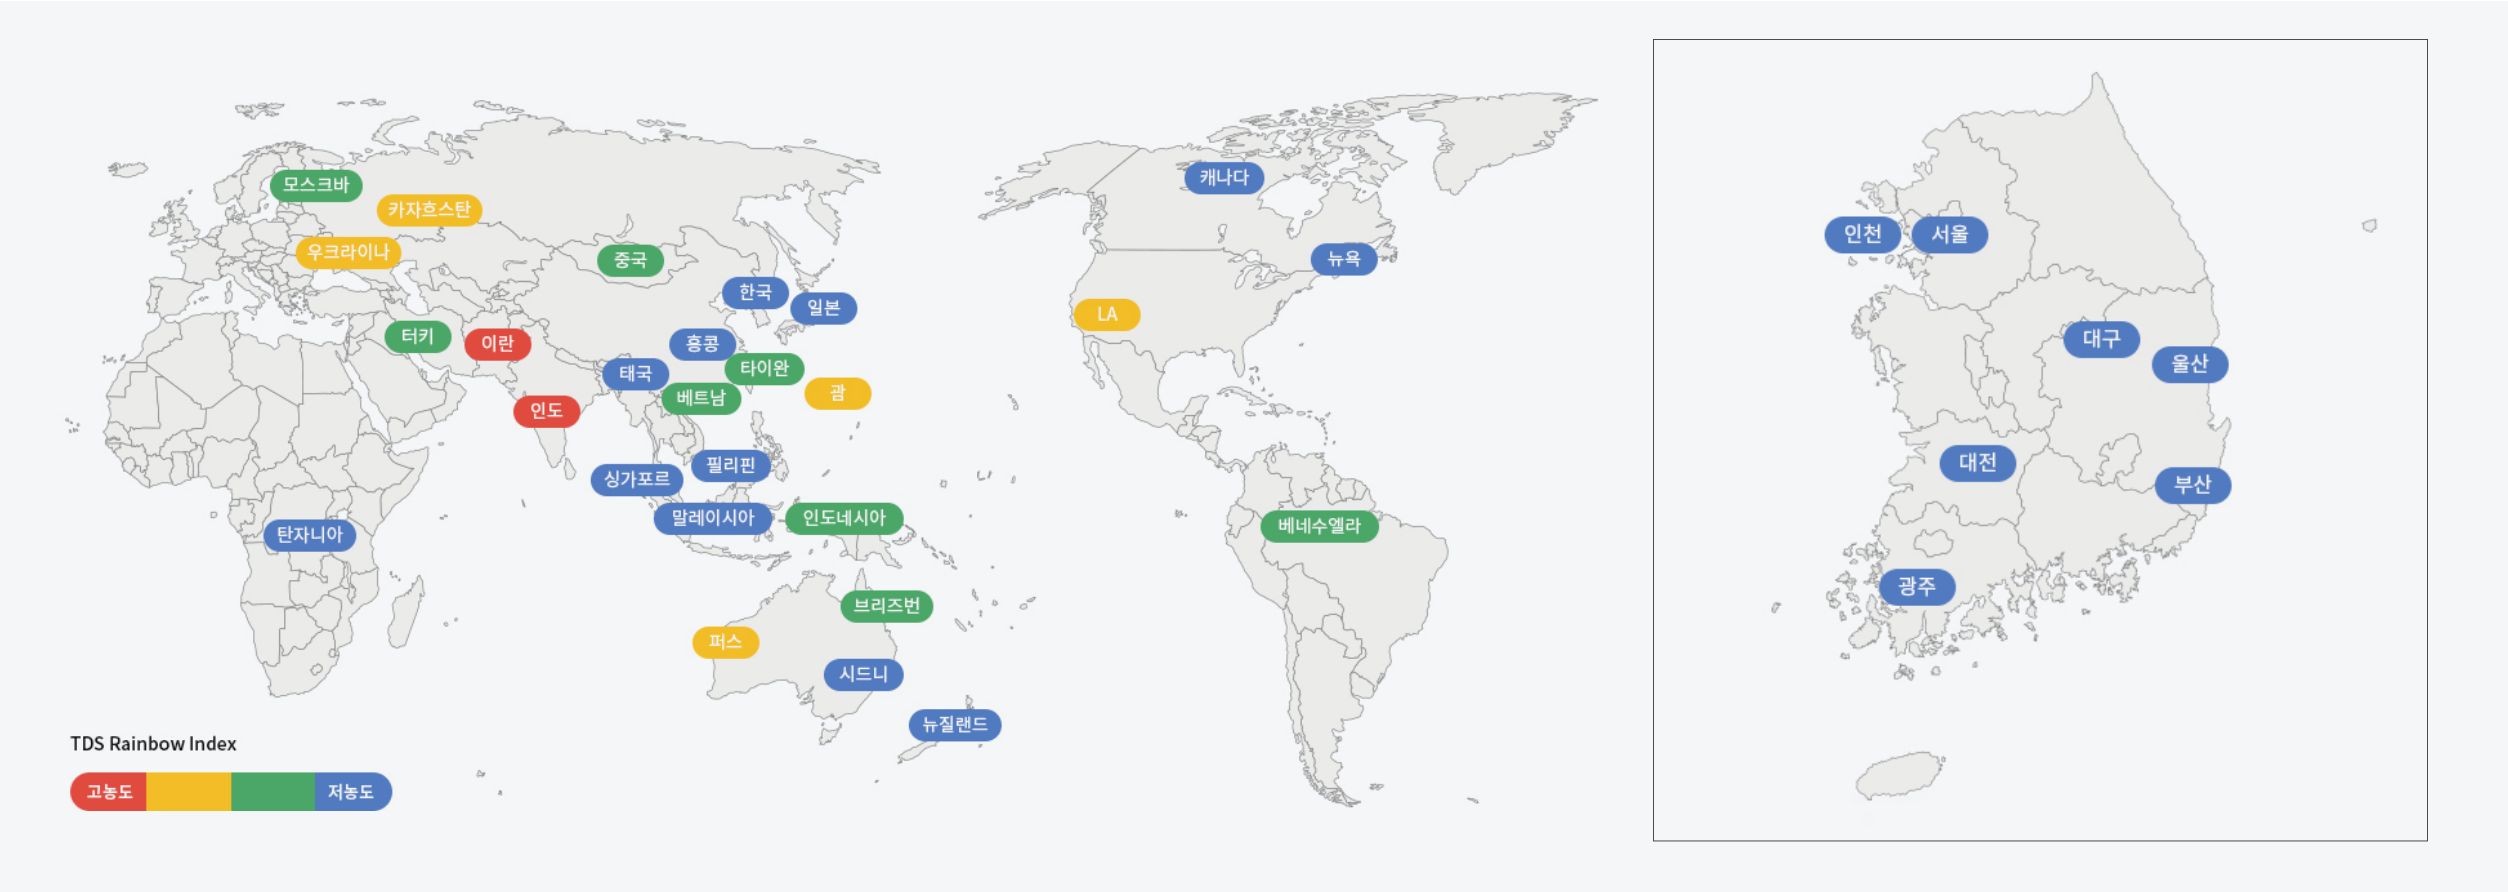 모스크바
카자흐스탄
우크라이나
중국
한국
일본
터키
이란
홍콩
태국
타이완
베트남
괌
인도
필리핀
싱가포르
말레이시아
인도네시아
탄자니아
브리즈번
퍼스
시드니
뉴질랜드
캐나다
뉴욕
LA
베네수엘라
TDS Rainbow Index
고농도
저농도
인천
서울
대구
울산
대전
부산
광주